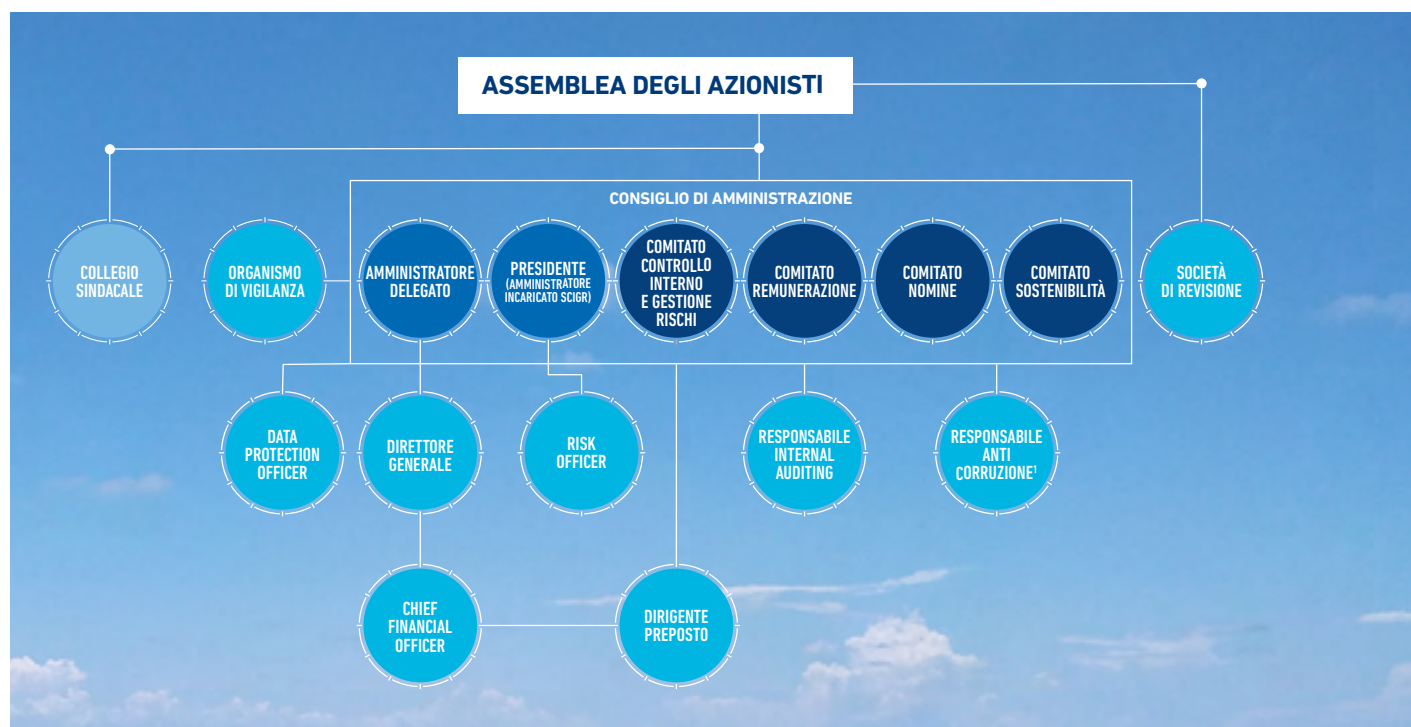 ASSEMBLEA DEGLI AZIONISTI
CONSIGLIO DI AMMINISTRAZIONE
COLLEGIO
SINDACALE
ORGANISMO
DI VIGILANZA
AMMINISTRATORE
DELEGATO
PRESIDENTE
(AMMINISTRATORE
INCARICATO SCIGR)
COMITATO
CONTROLLO
INTERNO
E GESTIONE
RISCHI
COMITATO
REMUNERAZIONE
COMITATO
NOMINE
COMITATO
SOSTENIBILITÀ
SOCIETÀ
DI REVISIONE
DATA
PROTECTION
OFFICER
DIRETTORE
GENERALE
RISK
OFFICER
RESPONSABILE
INTERNAL
AUDITING
RESPONSABILE
ANTI
CORRUZIONE¹
CHIEF
FINANCIAL
OFFICER
DIRIGENTE
PREPOSTO